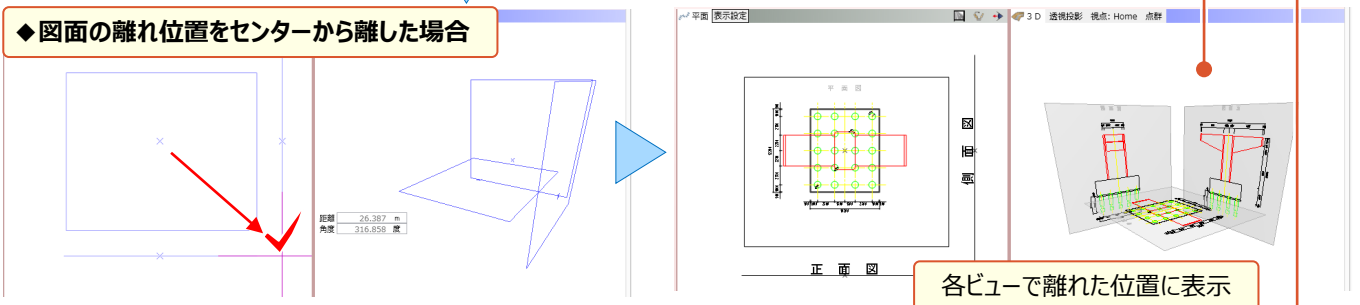 ◆図面の離れ位置をセンターから離した場合
距離 26.387 m
角度 316.858 度
平面 表示設定
平 面 図
側 面 図
正 面 図
3D 透視投影 視点: Home 点群
各ビューで離れた位置に表示